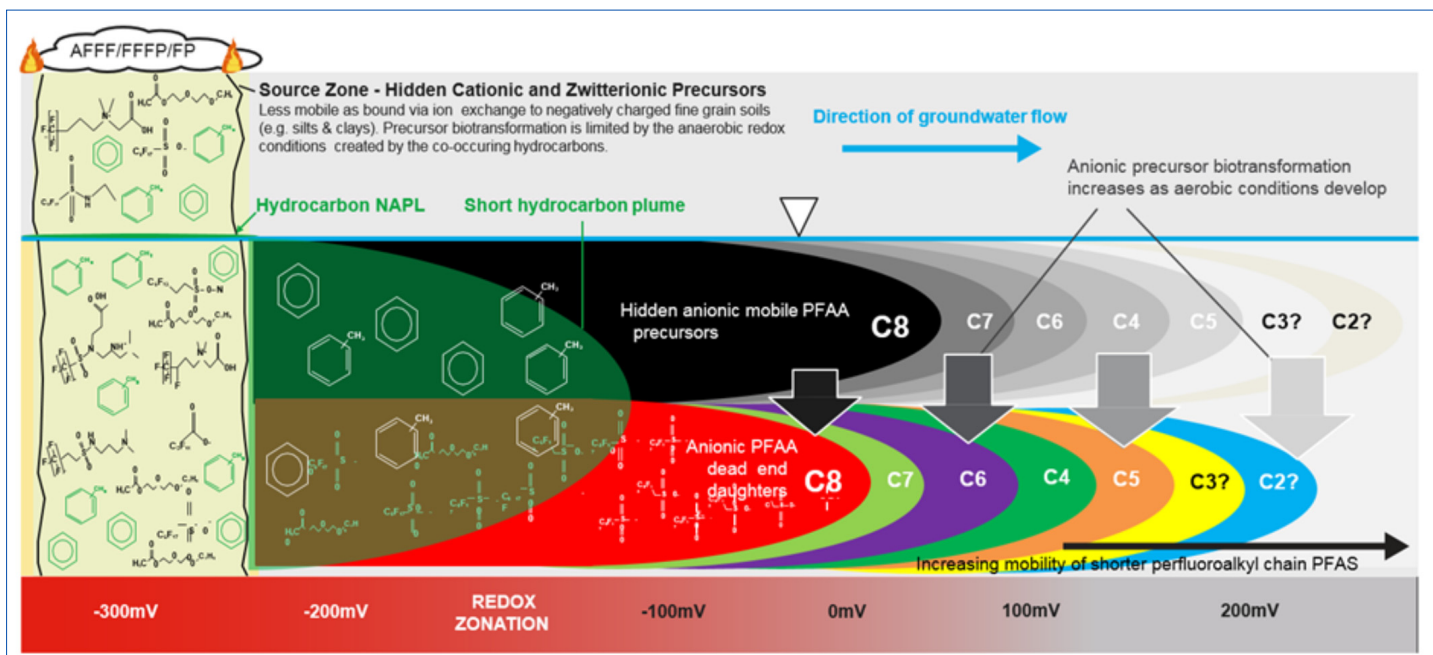 AFFF/FFFP/FP
Source Zone - Hidden Cationic and Zwitterionic Precursors
Less mobile as bound via ion exchange to negatively charged fine grain soils
(e.g. silts & clays). Precursor biotransformation is limited by the anaerobic redox
conditions created by the co-occuring hydrocarbons.
Direction of groundwater flow
Anionic precursor biotransformation
increases as aerobic conditions develop
Hydrocarbon NAPL
Short hydrocarbon plume
Hidden anionic mobile PFAA
precursors
C8
C7
C6
C4
C5
C3?
C2?
Anionic PFAA
dead end
daughters
C8
C7
C6
C4
C5
C3?
C2?
Increasing mobility of shorter perfluoroalkyl chain PFAS
-300mV
-200mV
REDOX
ZONATION
-100mV
0mV
100mV
200mV